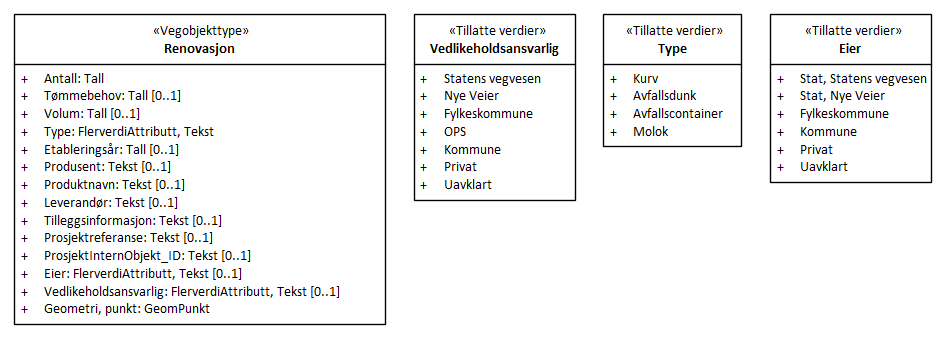 «Vegobjekttype»
Renovasjon
+ Antall: Tall
+ Tømmebehov: Tall [0..1]
+ Volum: Tall [0..1]
+ Type: FlerverdiAttributt, Tekst
+ Etableringsår: Tall [0..1]
+ Produsent: Tekst [0..1]
+ Produktnavn: Tekst [0..1]
+ Leverandør: Tekst [0..1]
+ Tilleggsinformasjon: Tekst [0..1]
+ Prosjektreferanse: Tekst [0..1]
+ ProsjektInternObjekt_ID: Tekst [0..1]
+ Eier: FlerverdiAttributt, Tekst [0..1]
+ Vedlikeholdsansvarlig: FlerverdiAttributt, Tekst [0..1]
+ Geometri, punkt: GeomPunkt
«Tillatte verdier»
Vedlikeholdsansvarlig
+ Statens vegvesen
+ Nye Veier
+ Fylkeskommune
+ OPS
+ Kommune
+ Privat
+ Uavklart
«Tillatte verdier»
Type
+ Kurv
+ Avfallsdunk
+ Avfallscontainer
+ Molok
«Tillatte verdier»
Eier
+ Stat, Statens vegvesen
+ Stat, Nye Veier
+ Fylkeskommune
+ Kommune
+ Privat
+ Uavklart